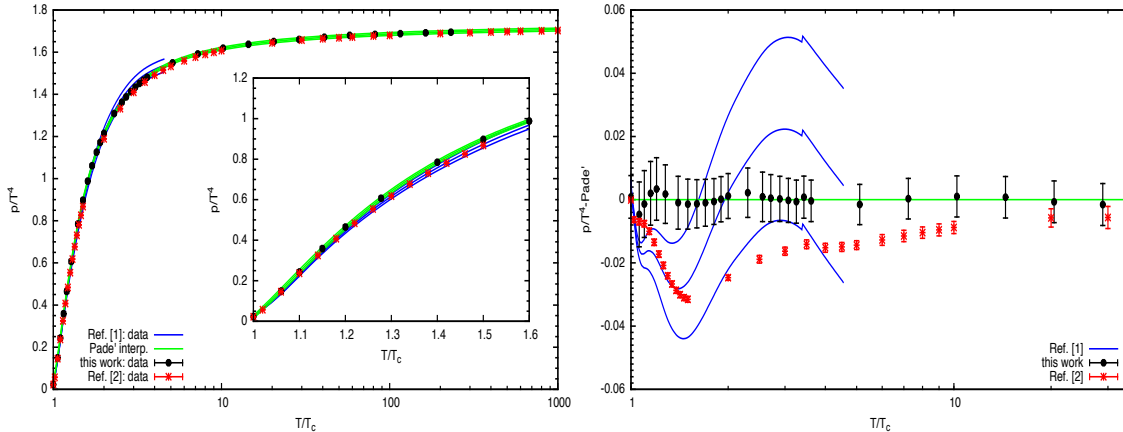 p/T⁴
1.8
1.6
1.4
1.2
1
0.8
0.6
0.4
0.2
0
1
10
100
1000
T/Tc
Ref. [1]: data
Pade' interp.
this work: data
Ref. [2]: data
p/T⁴
1.2
1
0.8
0.6
0.4
0.2
0
1
1.1
1.2
1.3
1.4
1.5
1.6
T/Tc
p/T⁴-Pade'
0.06
0.04
0.02
0
-0.02
-0.04
-0.06
1
10
T/Tc
Ref. [1]
this work
Ref. [2]